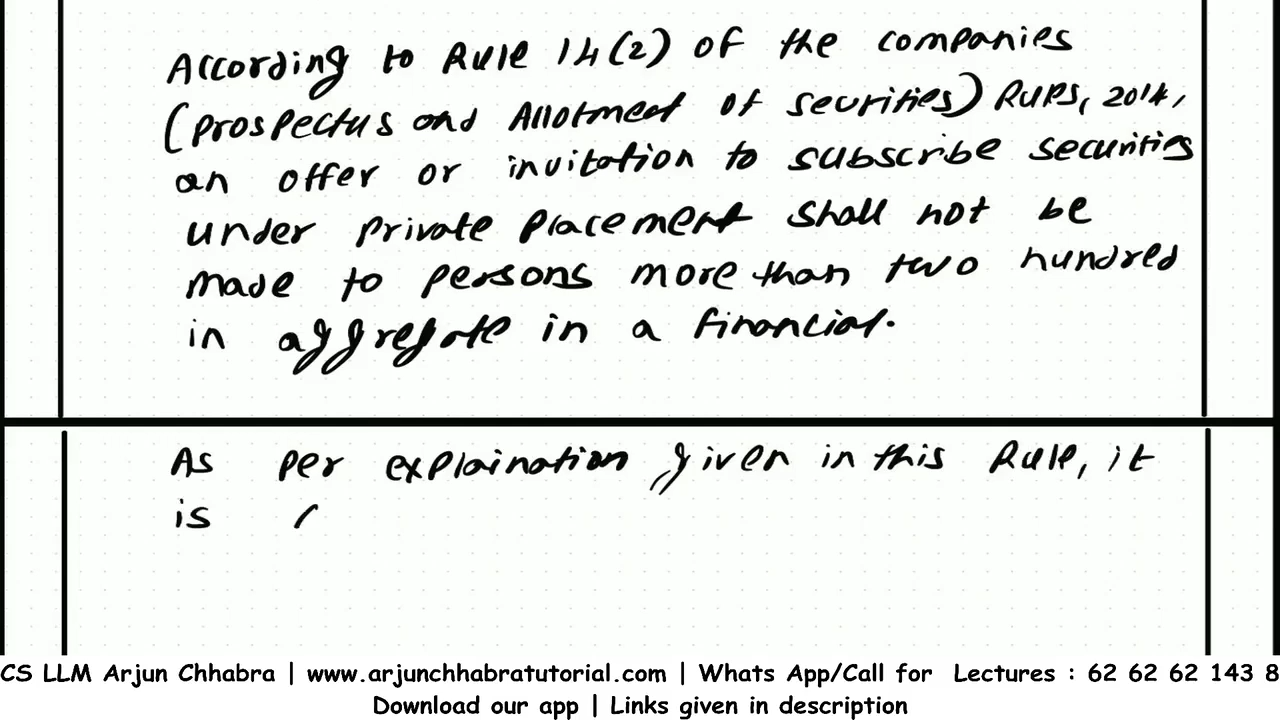 According to Rule 14(2) of the companies
(Prospectus and Allotment of securities) Rules, 2014,
an offer or invitation to subscribe securities
under private placement shall not be
made to persons more than two hundred
in aggregate in a financial.
As per explaination given in this Rule, it
is
CS LLM Arjun Chhabra | www.arjunchhabratutorial.com | Whats App/Call for Lectures : 62 62 62 143 8
Download our app | Links given in description